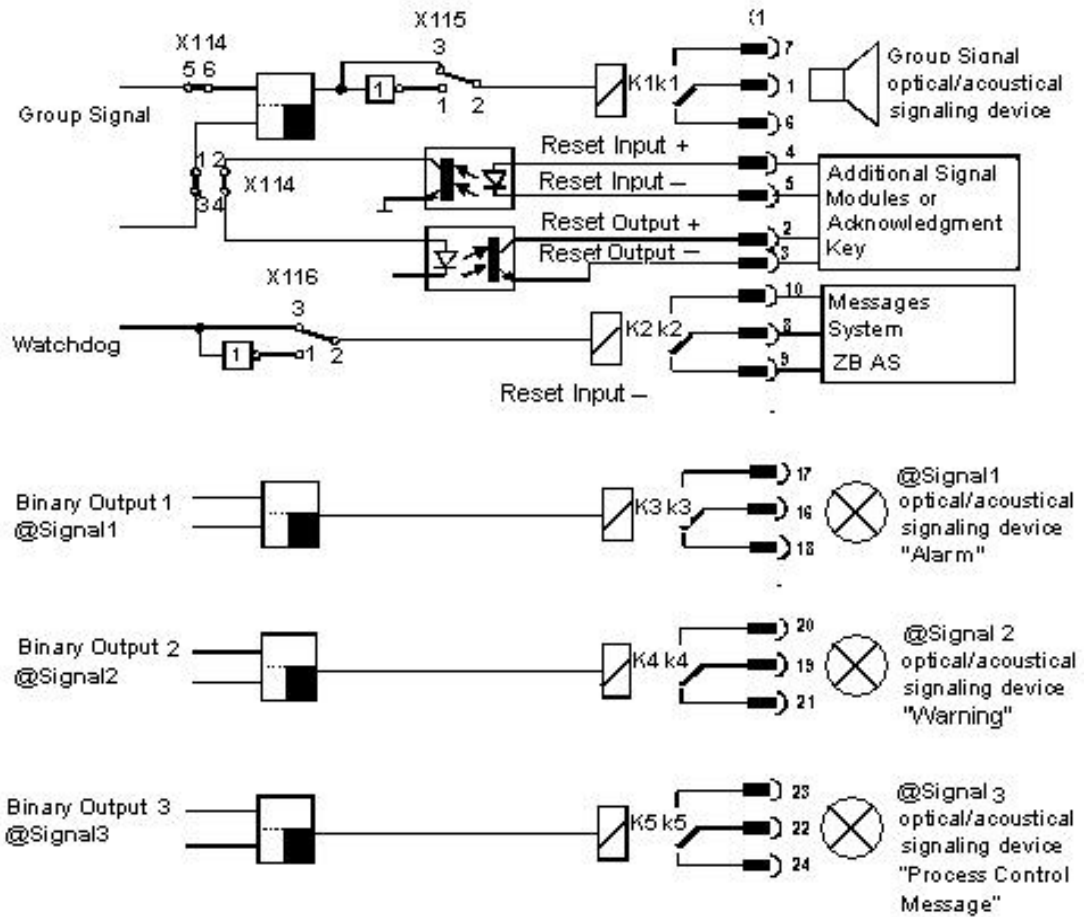 X115
(1
X114
3
7
5 6
1
1
2
K1 k1
1
6
Group Signal
Group Signal
optical/acoustical
signaling device
1 2
X114
3 4
Reset Input +
4
Reset Input –
5
Reset Output +
2
Reset Output –
3
Additional Signal
Modules or
Acknowledgment
Key
X116
3
1
1
2
Watchdog
K2 k2
10
8
9
Messages
System
ZB AS
Reset Input –
Binary Output 1
@Signal1
K3 k3
17
16
18
@Signal1
optical/acoustical
signaling device
"Alarm"
Binary Output 2
@Signal2
K4 k4
20
19
21
@Signal 2
optical/acoustical
signaling device
"Warning"
Binary Output 3
@Signal3
K5 k5
23
22
24
@Signal 3
optical/acoustical
signaling device
"Process Control
Message"